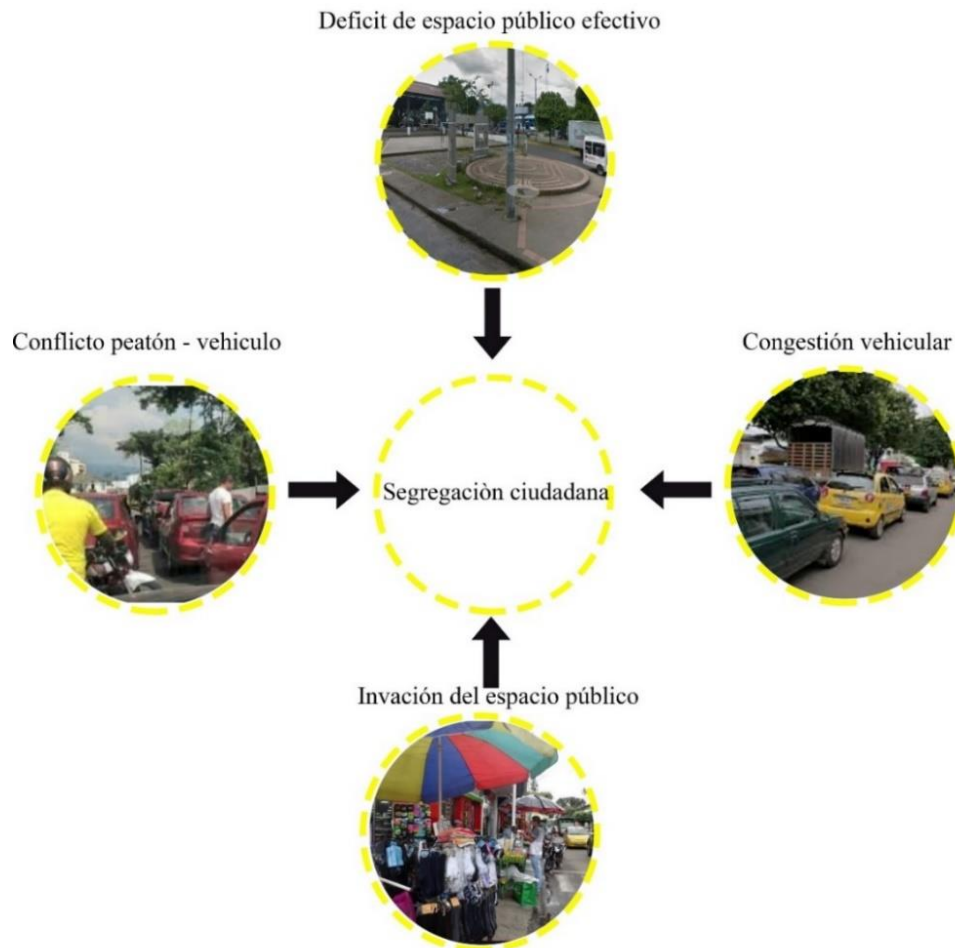 Deficit de espacio público efectivo
Conflicto peatón - vehiculo
Congestión vehicular
Segregaciòn ciudadana
Invación del espacio público